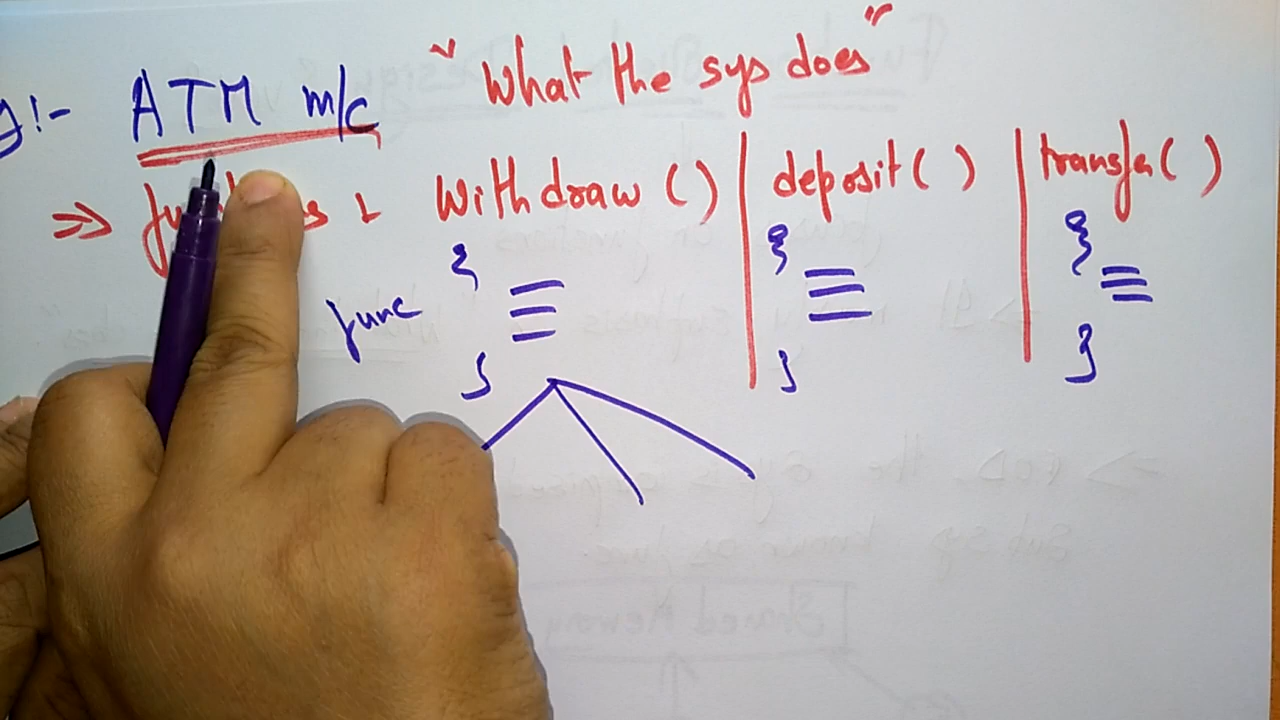 "What the sys does"
ATM m/c
withdraw() | deposit() | transfer()
{ { {
func
} } }